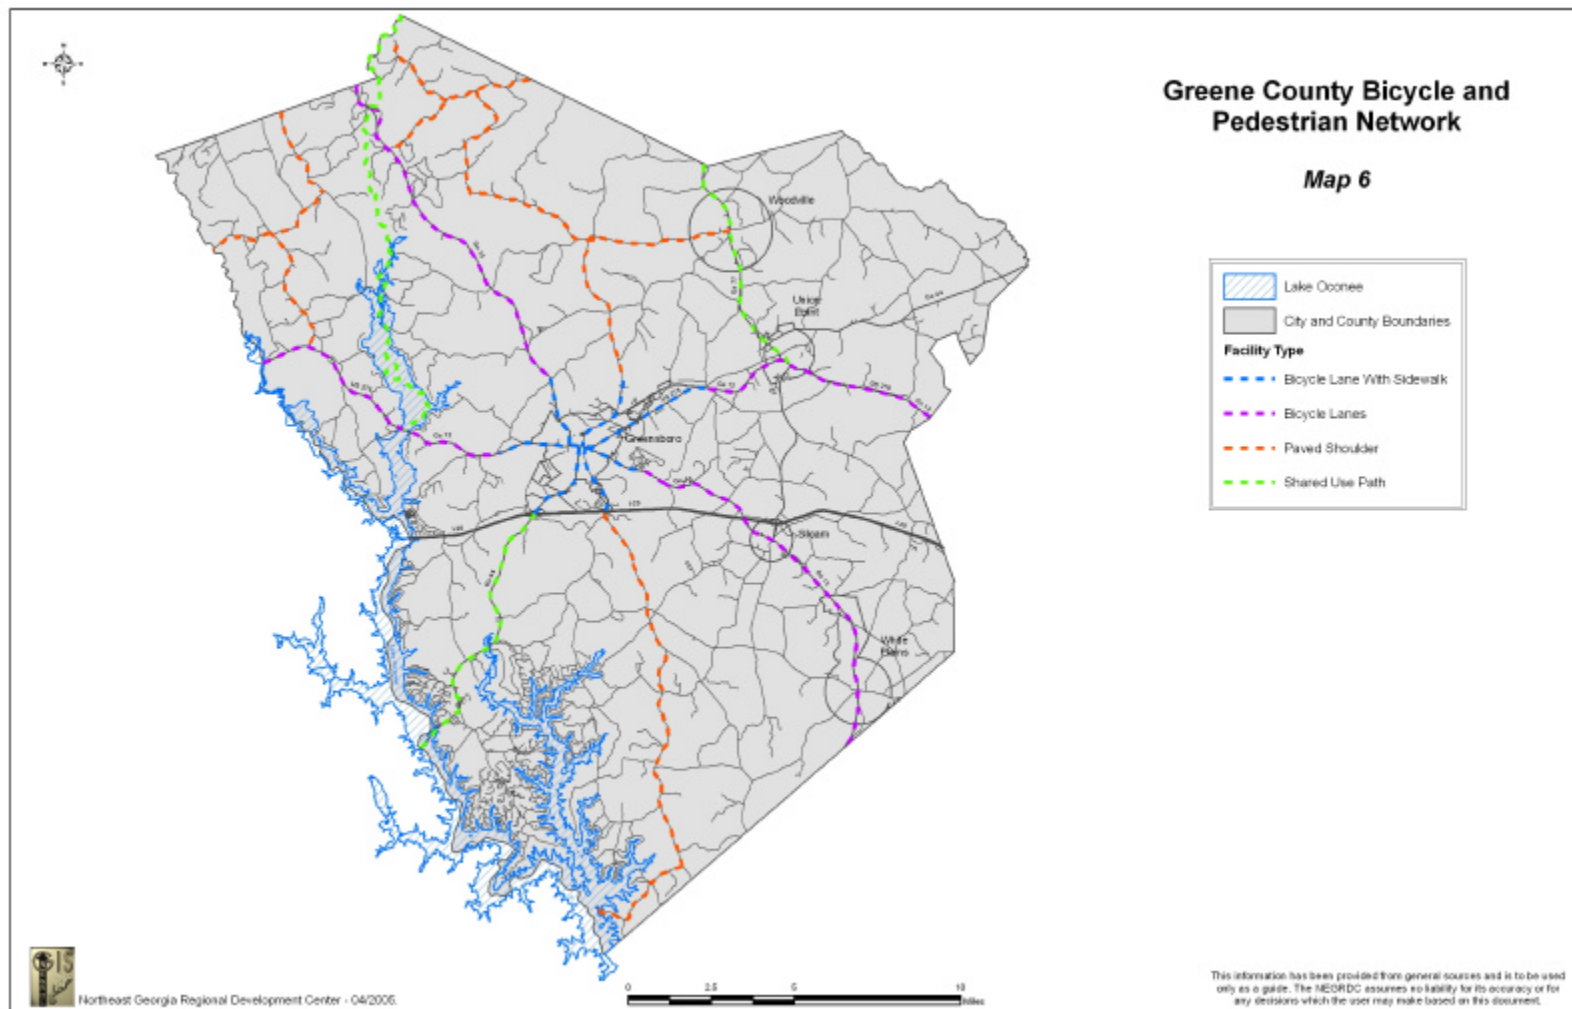 Greene County Bicycle and
Pedestrian Network
Map 6
Woodville
Union
Point
Greensboro
Siloam
White
Plains
Lake Oconee
City and County Boundaries
Facility Type
Bicycle Lane With Sidewalk
Bicycle Lanes
Paved Shoulder
Shared Use Path
GIS
Northeast Georgia Regional Development Center - 04/2005.
0 2.5 5 10
Miles
This information has been provided from general sources and is to be used
only as a guide. The NEGRDC assumes no liability for its accuracy or for
any decisions which the user may make based on this document.